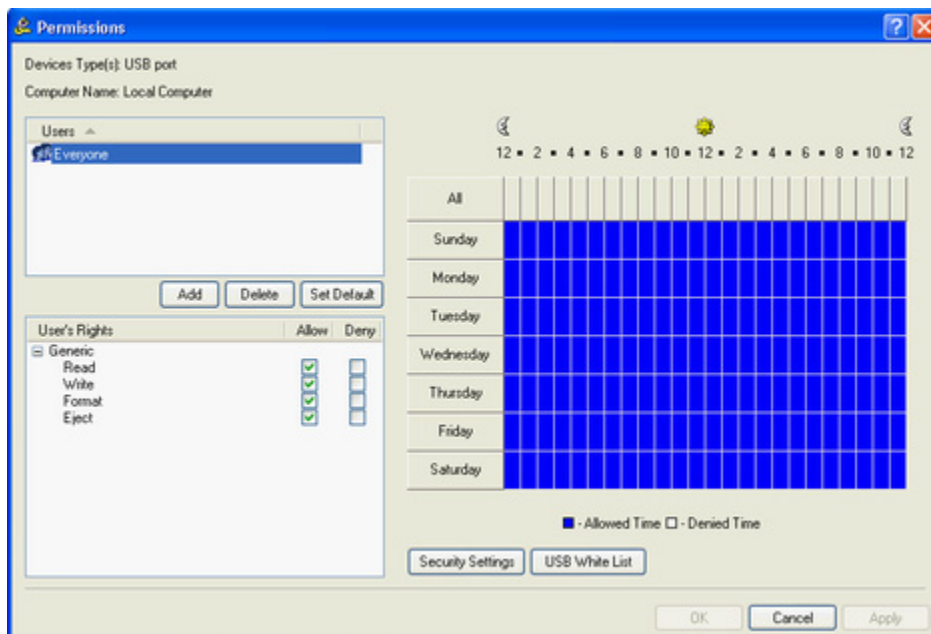 Permissions
Devices Type(s): USB port
Computer Name: Local Computer
Users
Everyone
Add Delete Set Default
User's Rights Allow Deny
Generic
Read
Write
Format
Eject
12 • 2 • 4 • 6 • 8 • 10 • 12 • 2 • 4 • 6 • 8 • 10 • 12
All
Sunday
Monday
Tuesday
Wednesday
Thursday
Friday
Saturday
- Allowed Time - Denied Time
Security Settings USB White List
OK Cancel Apply